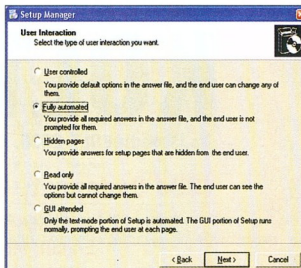 Setup Manager
User Interaction
Select the type of user interaction you want.
User controlled
You provide default options in the answer file, and the end user can change any of
them.
Fully automated
You provide all required answers in the answer file, and the end user is not
prompted for them.
Hidden pages
You provide answers for setup pages that are hidden from the end user.
Read only
You provide all required answers in the answer file. The end user can see the
options but cannot change them.
GUI attended
Only the text-mode portion of Setup is automated. The GUI portion of Setup runs
normally, prompting the end user at each page.
< Back
Next >
Cancel